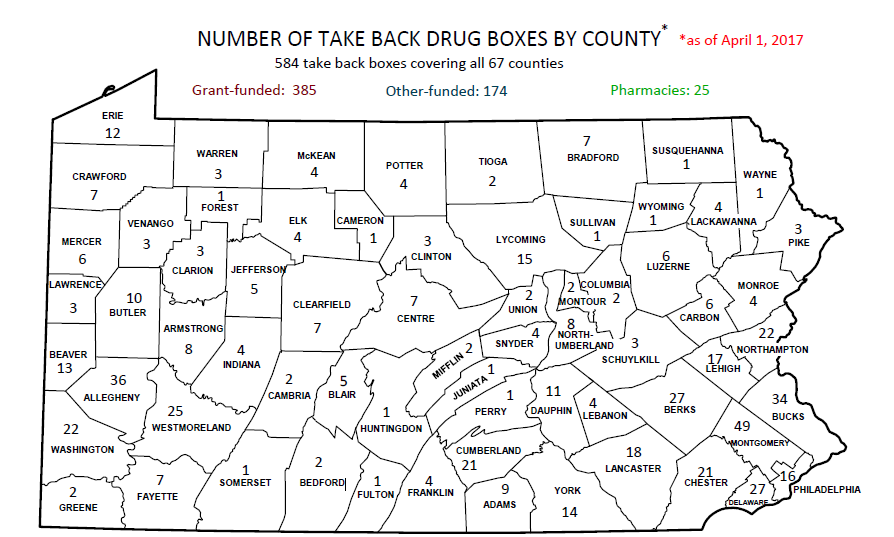 NUMBER OF TAKE BACK DRUG BOXES BY COUNTY* *as of April 1, 2017
584 take back boxes covering all 67 counties
Grant-funded: 385 Other-funded: 174 Pharmacies: 25
ERIE
12
CRAWFORD
7
WARREN
3
McKEAN
4
POTTER
4
TIOGA
2
7
BRADFORD
SUSQUEHANNA
1
WAYNE
1
1
FOREST
VENANGO
3
ELK
4
CAMERON
1
3
CLINTON
LYCOMING
15
SULLIVAN
1
WYOMING
1
4
LACKAWANNA
3
PIKE
MERCER
6
3
CLARION
JEFFERSON
5
6
LUZERNE
LAWRENCE
3
10
BUTLER
CLEARFIELD
7
7
CENTRE
2
UNION
2
MONTOUR
COLUMBIA
2
MONROE
4
6
CARBON
ARMSTRONG
8
4
INDIANA
4
SNYDER
8
NORTH-
UMBERLAND
3
SCHUYLKILL
22
NORTHAMPTON
17
LEHIGH
BEAVER
13
36
ALLEGHENY
2
MIFFLIN
1
JUNIATA
2
CAMBRIA
5
BLAIR
1
HUNTINGDON
1
PERRY
11
DAUPHIN
4
LEBANON
27
BERKS
34
BUCKS
22
WASHINGTON
25
WESTMORELAND
CUMBERLAND
21
18
LANCASTER
49
MONTGOMERY
2
GREENE
7
FAYETTE
1
SOMERSET
2
BEDFORD
1
FULTON
4
FRANKLIN
9
ADAMS
YORK
14
21
CHESTER
27
DELAWARE
16
PHILADELPHIA